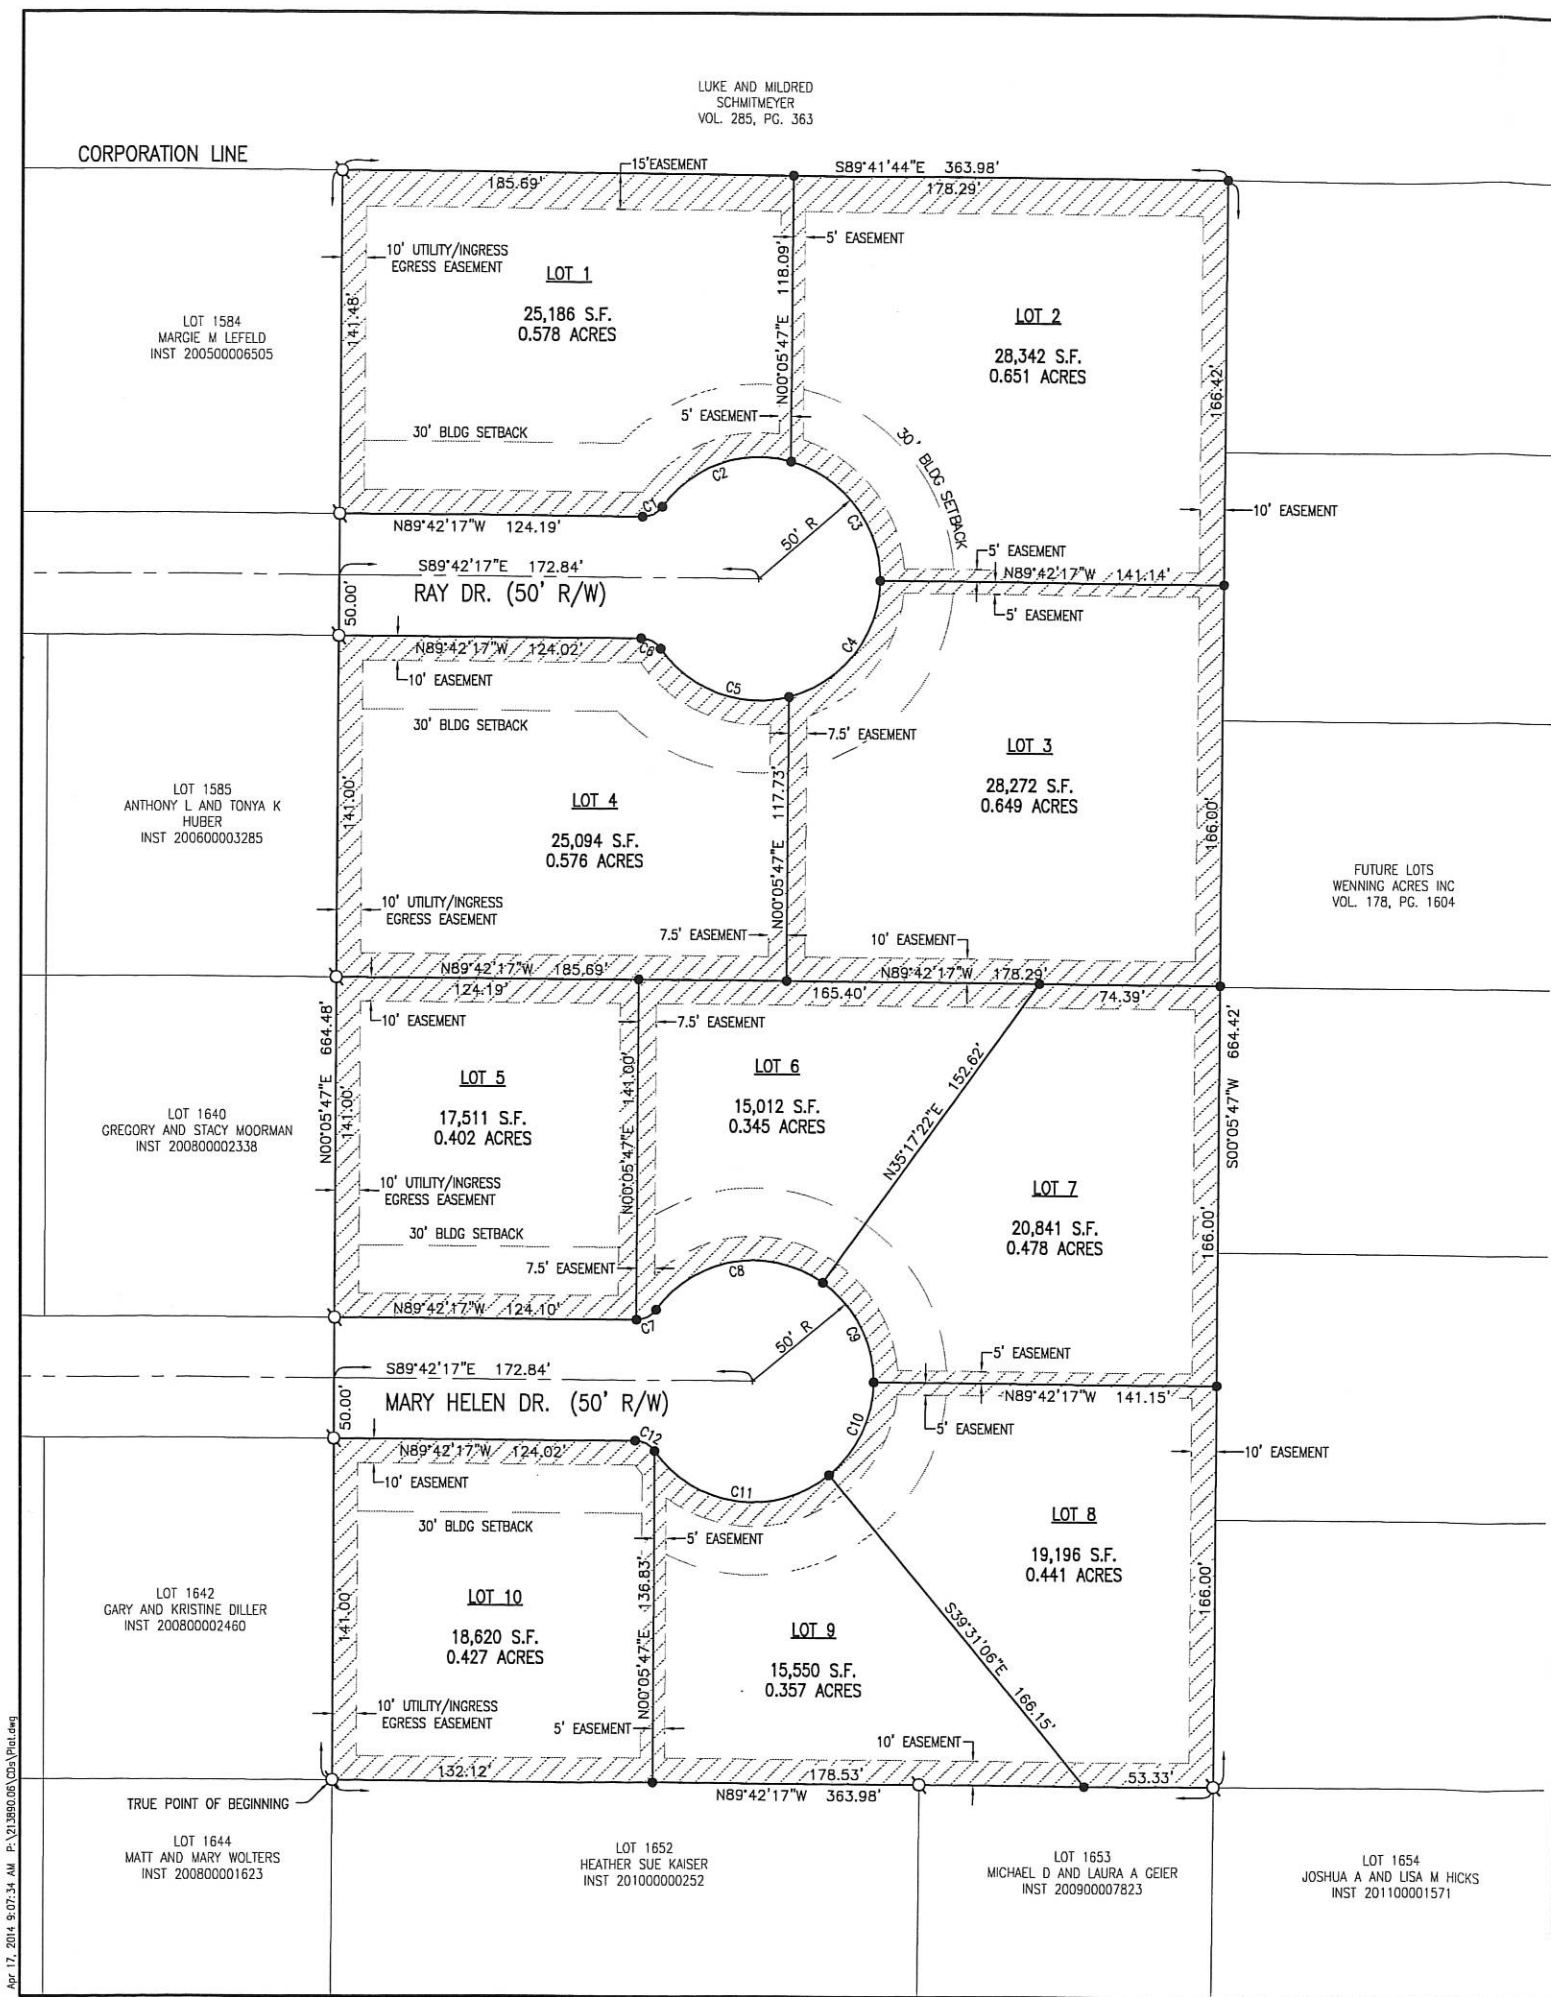 LUKE AND MILDRED
SCHMITMEYER
VOL. 285, PG. 363
CORPORATION LINE
15'EASEMENT
S89°41'44"E 363.98'
185.69'
178.29'
10' UTILITY/INGRESS
EGRESS EASEMENT
5' EASEMENT
LOT 1
25,186 S.F.
0.578 ACRES
141.48'
N00°05'47"E 118.09'
LOT 2
28,342 S.F.
0.651 ACRES
166.42'
LOT 1584
MARGIE M LEFELD
INST 200500006505
5' EASEMENT
30' BLDG SETBACK
30' BLDG SETBACK
C1
C2
C3
50' R
10' EASEMENT
N89°42'17"W 124.19'
S89°42'17"E 172.84'
RAY DR. (50' R/W)
50.00'
5' EASEMENT
N89°42'17"W 141.14'
5' EASEMENT
N89°42'17"W 124.02'
C6
C5
C4
10' EASEMENT
30' BLDG SETBACK
7.5' EASEMENT
LOT 3
28,272 S.F.
0.649 ACRES
166.00'
LOT 1585
ANTHONY L AND TONYA K
HUBER
INST 200600003285
141.00'
LOT 4
25,094 S.F.
0.576 ACRES
N00°05'47"E 117.73'
FUTURE LOTS
WENNING ACRES INC
VOL. 178, PG. 1604
10' UTILITY/INGRESS
EGRESS EASEMENT
7.5' EASEMENT
10' EASEMENT
N89°42'17"W 185.69'
N89°42'17"W 178.29'
124.19'
165.40'
74.39'
10' EASEMENT
7.5' EASEMENT
N00°05'47"E 664.48'
S00°05'47"W 664.42'
LOT 5
17,511 S.F.
0.402 ACRES
141.00'
N00°05'47"E 141.00'
LOT 6
15,012 S.F.
0.345 ACRES
N35°17'22"E 152.62'
LOT 1640
GREGORY AND STACY MOORMAN
INST 200800002338
10' UTILITY/INGRESS
EGRESS EASEMENT
LOT 7
20,841 S.F.
0.478 ACRES
166.00'
30' BLDG SETBACK
7.5' EASEMENT
C7
C8
C9
50' R
N89°42'17"W 124.10'
S89°42'17"E 172.84'
MARY HELEN DR. (50' R/W)
50.00'
5' EASEMENT
N89°42'17"W 141.15'
5' EASEMENT
N89°42'17"W 124.02'
C12
C11
C10
10' EASEMENT
10' EASEMENT
30' BLDG SETBACK
5' EASEMENT
LOT 8
19,196 S.F.
0.441 ACRES
166.00'
LOT 1642
GARY AND KRISTINE DILLER
INST 200800002460
141.00'
LOT 10
18,620 S.F.
0.427 ACRES
N00°05'47"E 136.83'
LOT 9
15,550 S.F.
0.357 ACRES
S39°31'06"E 166.15'
10' UTILITY/INGRESS
EGRESS EASEMENT
5' EASEMENT
10' EASEMENT
132.12'
178.53'
53.33'
N89°42'17"W 363.98'
TRUE POINT OF BEGINNING
LOT 1644
MATT AND MARY WOLTERS
INST 200800001623
LOT 1652
HEATHER SUE KAISER
INST 201000000252
LOT 1653
MICHAEL D AND LAURA A GEIER
INST 200900007823
LOT 1654
JOSHUA A AND LISA M HICKS
INST 201100001571
Apr 17, 2014 9:07:34 AM P:\213890.06\CDs\Plat.dwg